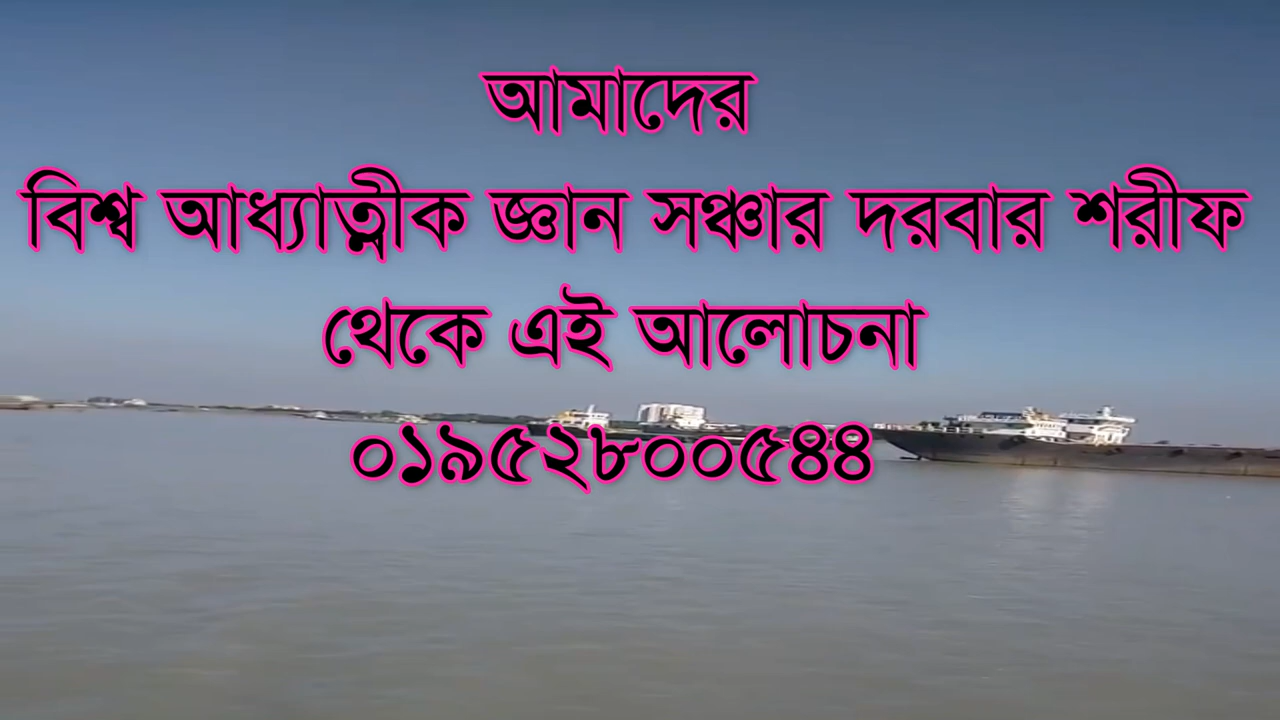 আমাদের
বিশ্ব আধ্যাত্নীক জ্ঞান সঞ্চার দরবার শরীফ
থেকে এই আলোচনা
০১৯৫২৮০০৫৪৪